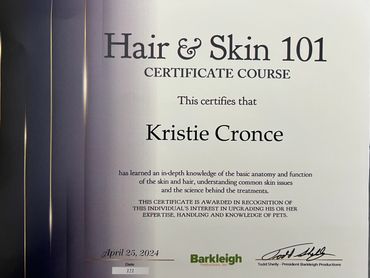 Hair & Skin 101
CERTIFICATE COURSE
This certifies that
Kristie Cronce
has learned an in-depth knowledge of the basic anatomy and function
of the skin and hair, understanding common skin issues
and the science behind the treatments.
THIS CERTIFICATE IS AWARDED IN RECOGNITION OF
THIS INDIVIDUAL'S INTEREST IN UPGRADING HIS OR HER
EXPERTISE, HANDLING AND KNOWLEDGE OF PETS.
April 25, 2024
Date
Barkleigh
Todd Shelly - President Barkleigh Productions